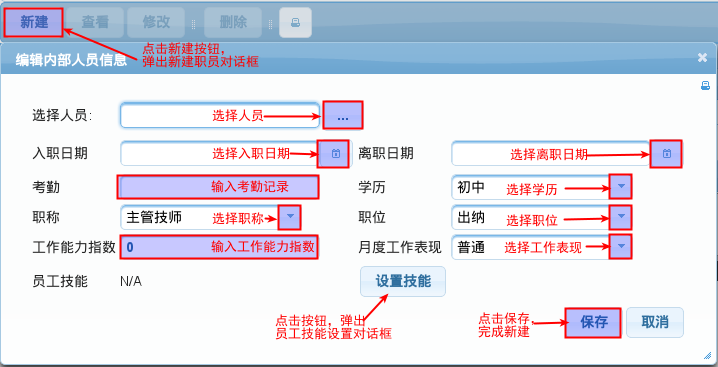 新建 查看 修改 删除
点击新建按钮，
弹出新建职员对话框
编辑内部人员信息
选择人员: 选择人员 ...
入职日期 选择入职日期 离职日期 选择离职日期
考勤 输入考勤记录 学历 初中 选择学历
职称 主管技师 选择职称 职位 出纳 选择职位
工作能力指数 0 输入工作能力指数 月度工作表现 普通 选择工作表现
员工技能 N/A 设置技能
点击按钮，弹出
员工技能设置对话框
点击保存，
完成新建
保存 取消